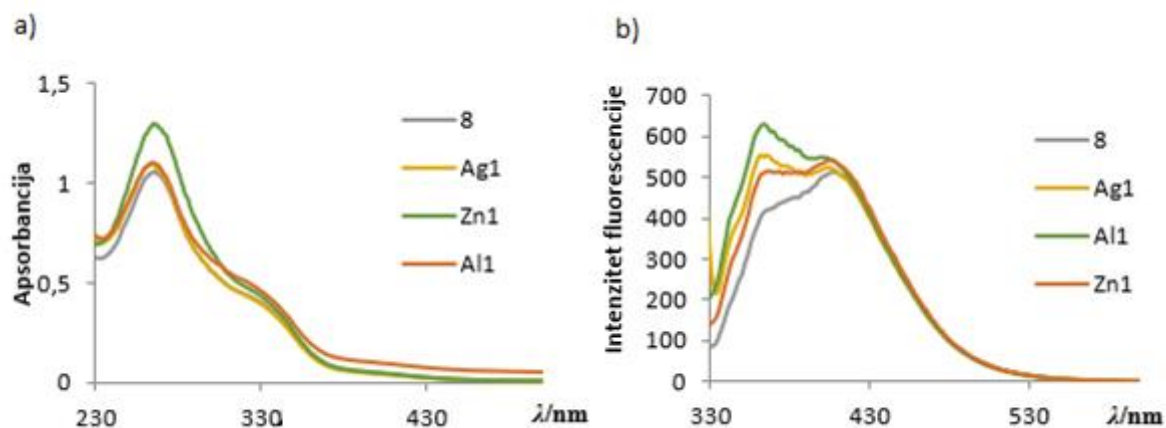 a)
Apsorbancija
1,5
1
0,5
0
230
330
430
λ/nm
8
Ag1
Zn1
Al1
b)
Intenzitet fluorescencije
700
600
500
400
300
200
100
0
330
430
530
λ/nm
8
Ag1
Al1
Zn1